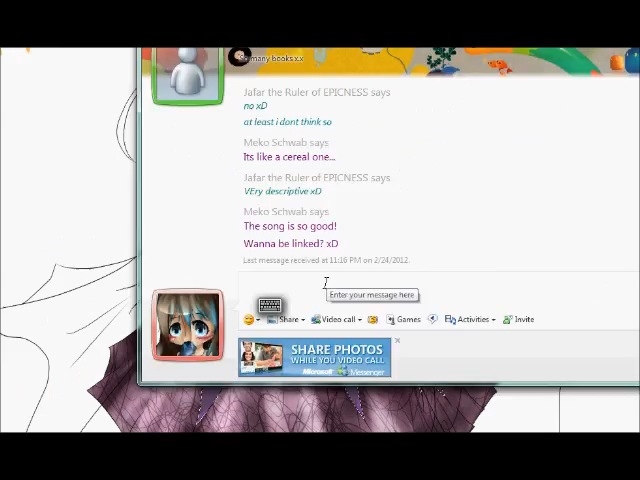 many books x.x
Jafar the Ruler of EPICNESS says
no xD
at least i dont think so
Meko Schwab says
Its like a cereal one...
Jafar the Ruler of EPICNESS says
VEry descriptive xD
Meko Schwab says
The song is so good!
Wanna be linked? xD
Last message received at 11:16 PM on 2/24/2012.
Enter your message here
Share
Video call
Games
Activities
Invite
SHARE PHOTOS
WHILE YOU VIDEO CALL
Microsoft Messenger